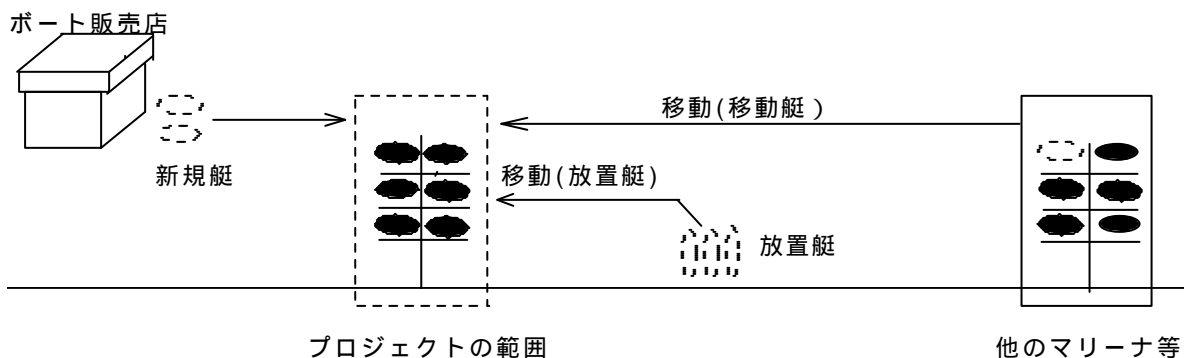 ボート販売店
移動(移動艇)
新規艇
移動(放置艇)
放置艇
プロジェクトの範囲
他のマリーナ等